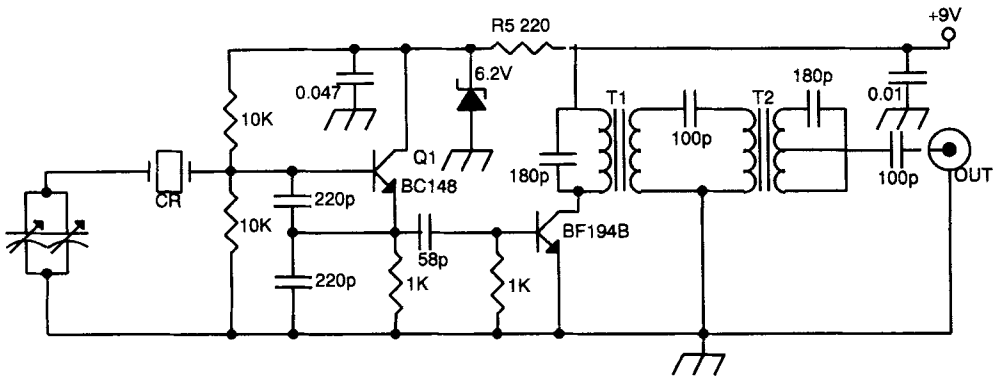 R5 220
+9V
6.2V
180p
0.047
T1
T2
0.01
10K
100p
Q1
180p
100p
OUT
CR
BC148
220p
10K
BF194B
58p
220p
1K
1K